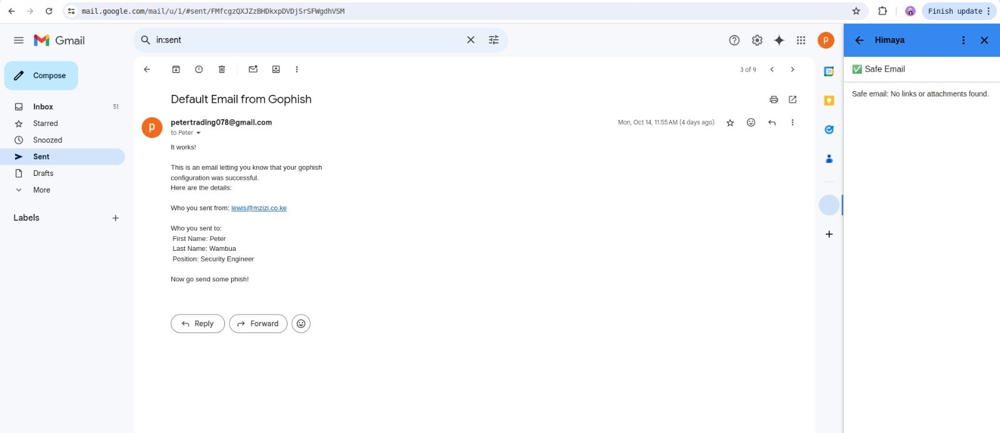 mail.google.com/mail/u/1/#sent/FMfcgzQXJZzBHDkxpDVDjSrSFWgdhVSM
Finish update
Gmail
in:sent
P
Himaya
Compose
3 of 9
31
✅ Safe Email
Default Email from Gophish
Safe email: No links or attachments found.
Inbox 51
Starred
Snoozed
Sent
Drafts
More
Labels
P
petertrading078@gmail.com
Mon, Oct 14, 11:55 AM (4 days ago)
to Peter
It works!
This is an email letting you know that your gophish
configuration was successful.
Here are the details:
Who you sent from: lewis@mzizi.co.ke
Who you sent to:
First Name: Peter
Last Name: Wambua
Position: Security Engineer
Now go send some phish!
Reply
Forward